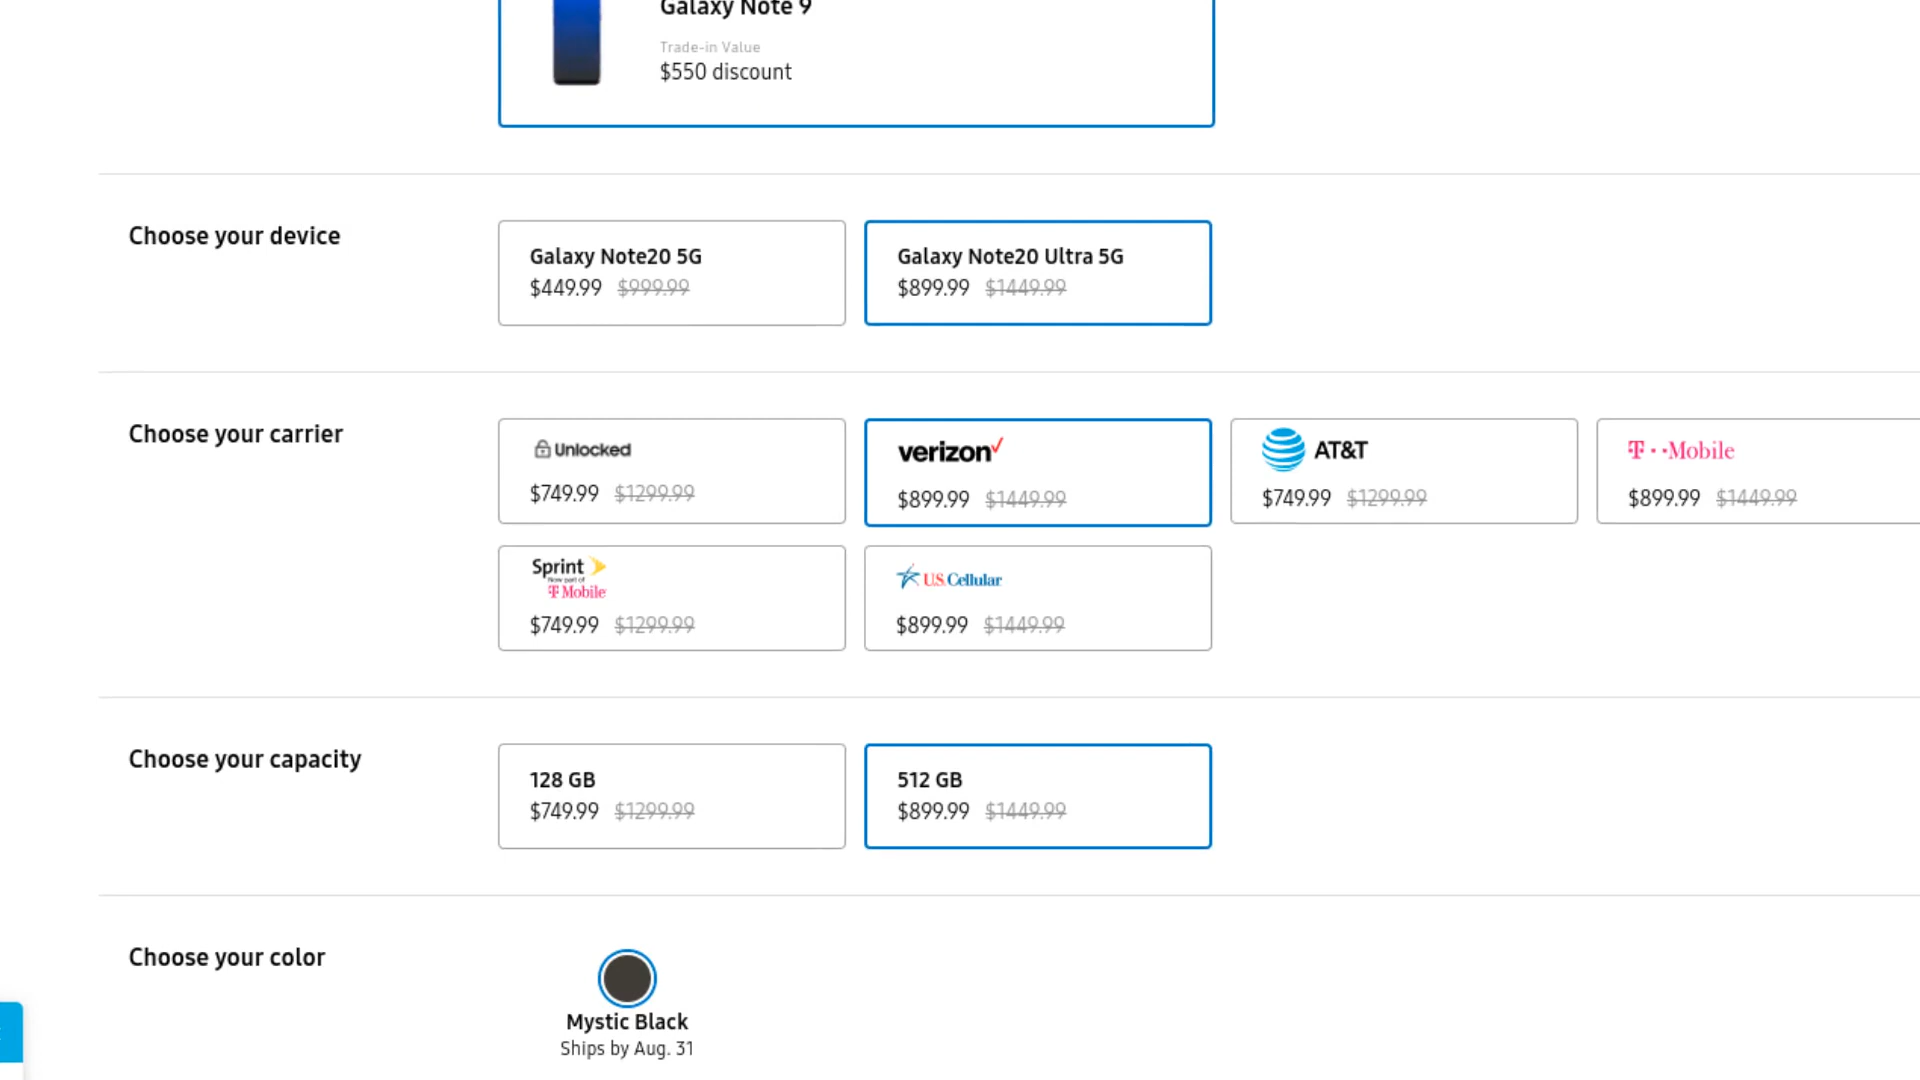 Galaxy Note 9
Trade-in Value
$550 discount
Choose your device
Galaxy Note20 5G
$449.99 $999.99
Galaxy Note20 Ultra 5G
$899.99 $1449.99
Choose your carrier
Unlocked
$749.99 $1299.99
verizon
$899.99 $1449.99
AT&T
$749.99 $1299.99
T··Mobile
$899.99 $1449.99
Sprint
Now part of
T Mobile
$749.99 $1299.99
U.S. Cellular
$899.99 $1449.99
Choose your capacity
128 GB
$749.99 $1299.99
512 GB
$899.99 $1449.99
Choose your color
Mystic Black
Ships by Aug. 31